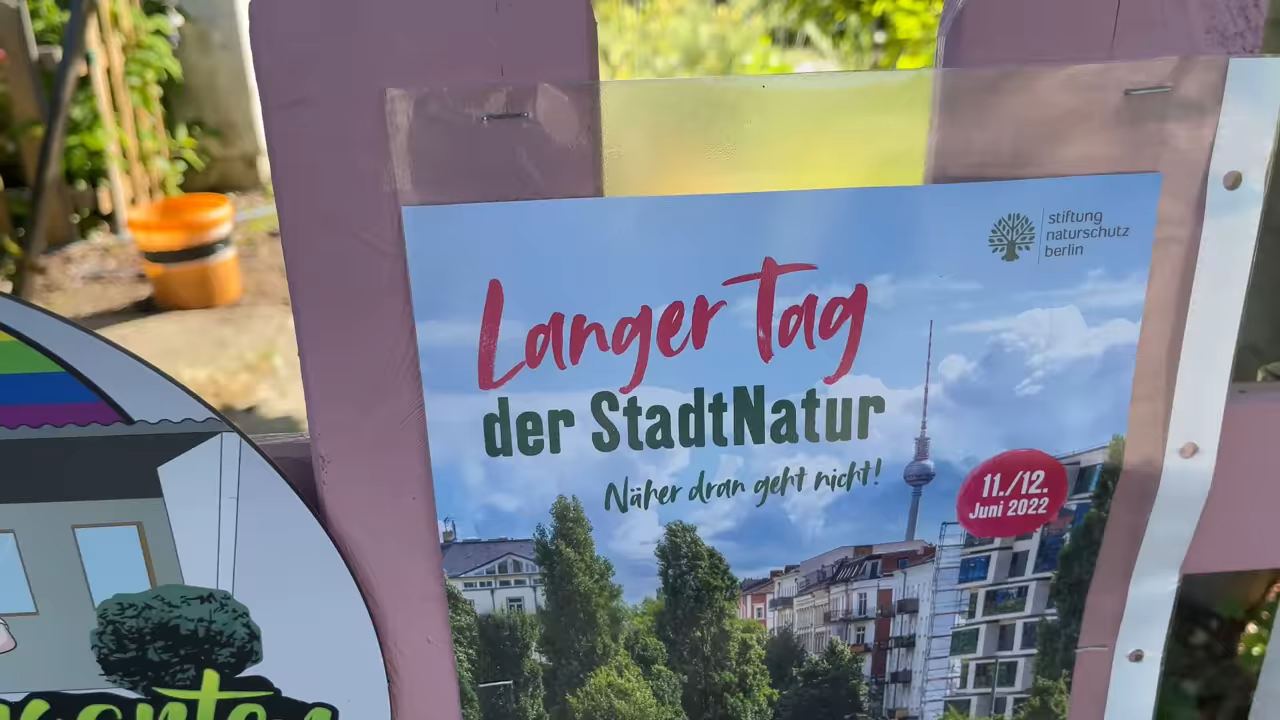 stiftung
naturschutz
berlin
Langer Tag
der StadtNatur
Näher dran geht nicht!
11./12.
Juni 2022